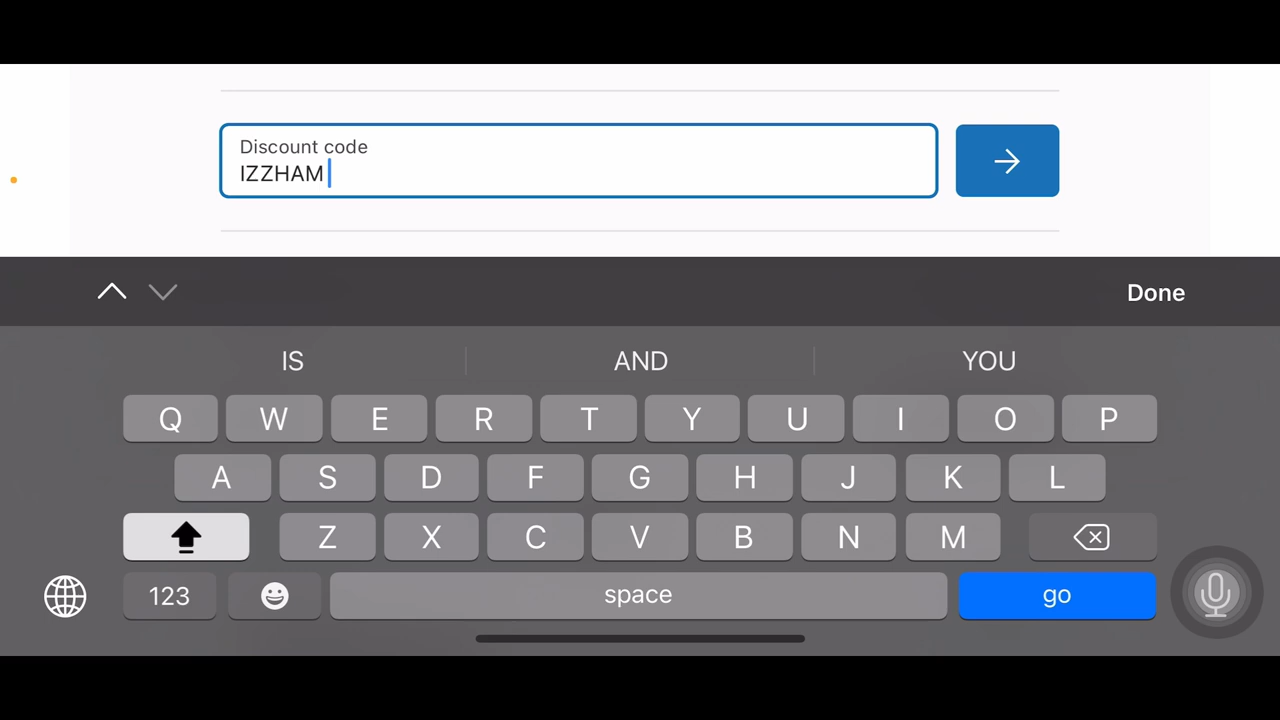 Discount code
IZZHAM
Done
IS AND YOU
Q W E R T Y U I O P
A S D F G H J K L
Z X C V B N M
123 space go